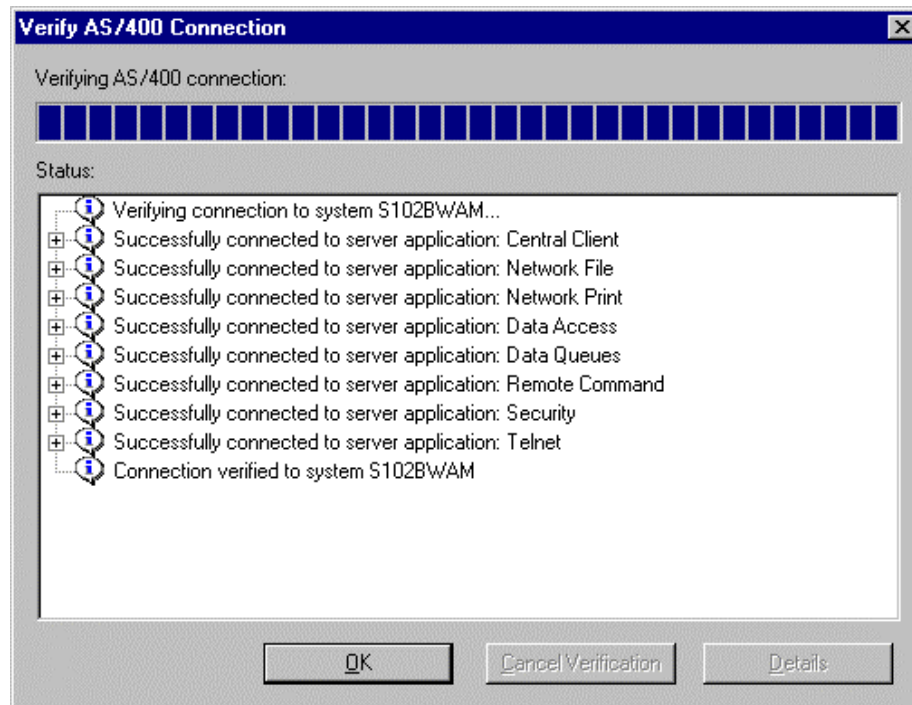 Verify AS/400 Connection
Verifying AS/400 connection:
Status:
Verifying connection to system S102BWAM...
Successfully connected to server application: Central Client
Successfully connected to server application: Network File
Successfully connected to server application: Network Print
Successfully connected to server application: Data Access
Successfully connected to server application: Data Queues
Successfully connected to server application: Remote Command
Successfully connected to server application: Security
Successfully connected to server application: Telnet
Connection verified to system S102BWAM
OK
Cancel Verification
Details